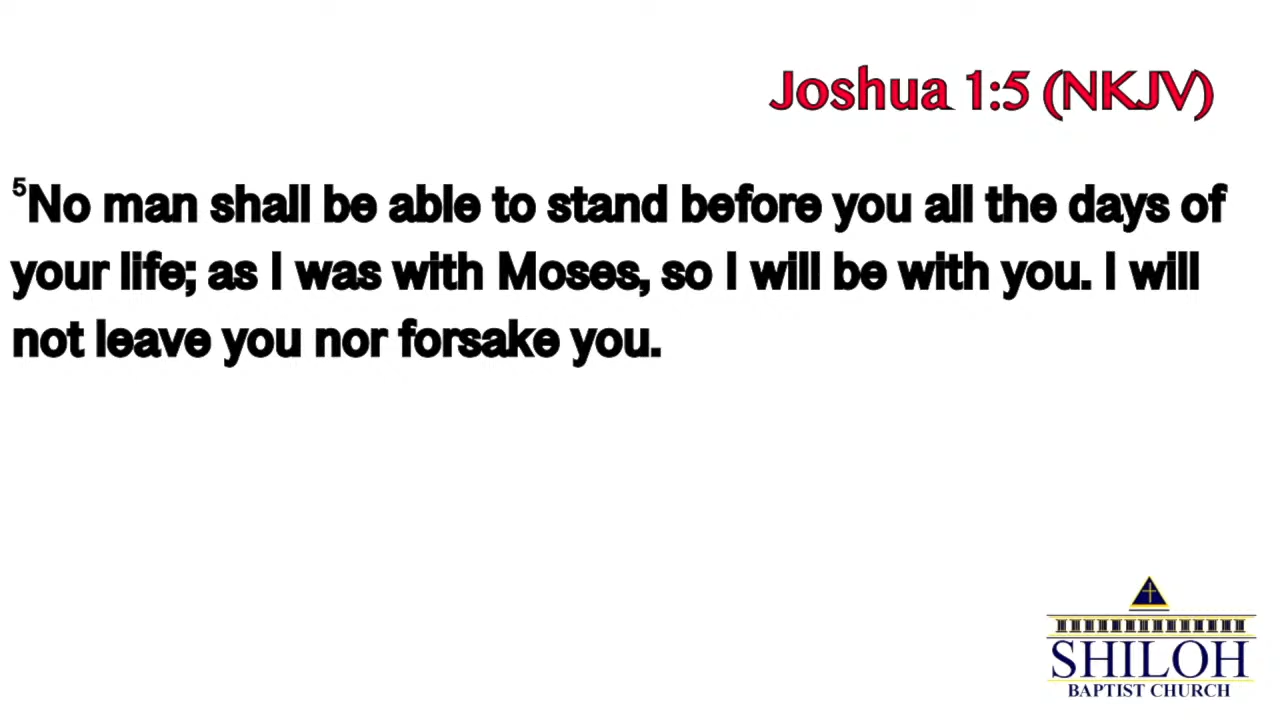 Joshua 1:5 (NKJV)
5No man shall be able to stand before you all the days of
your life; as I was with Moses, so I will be with you. I will
not leave you nor forsake you.
SHILOH
BAPTIST CHURCH